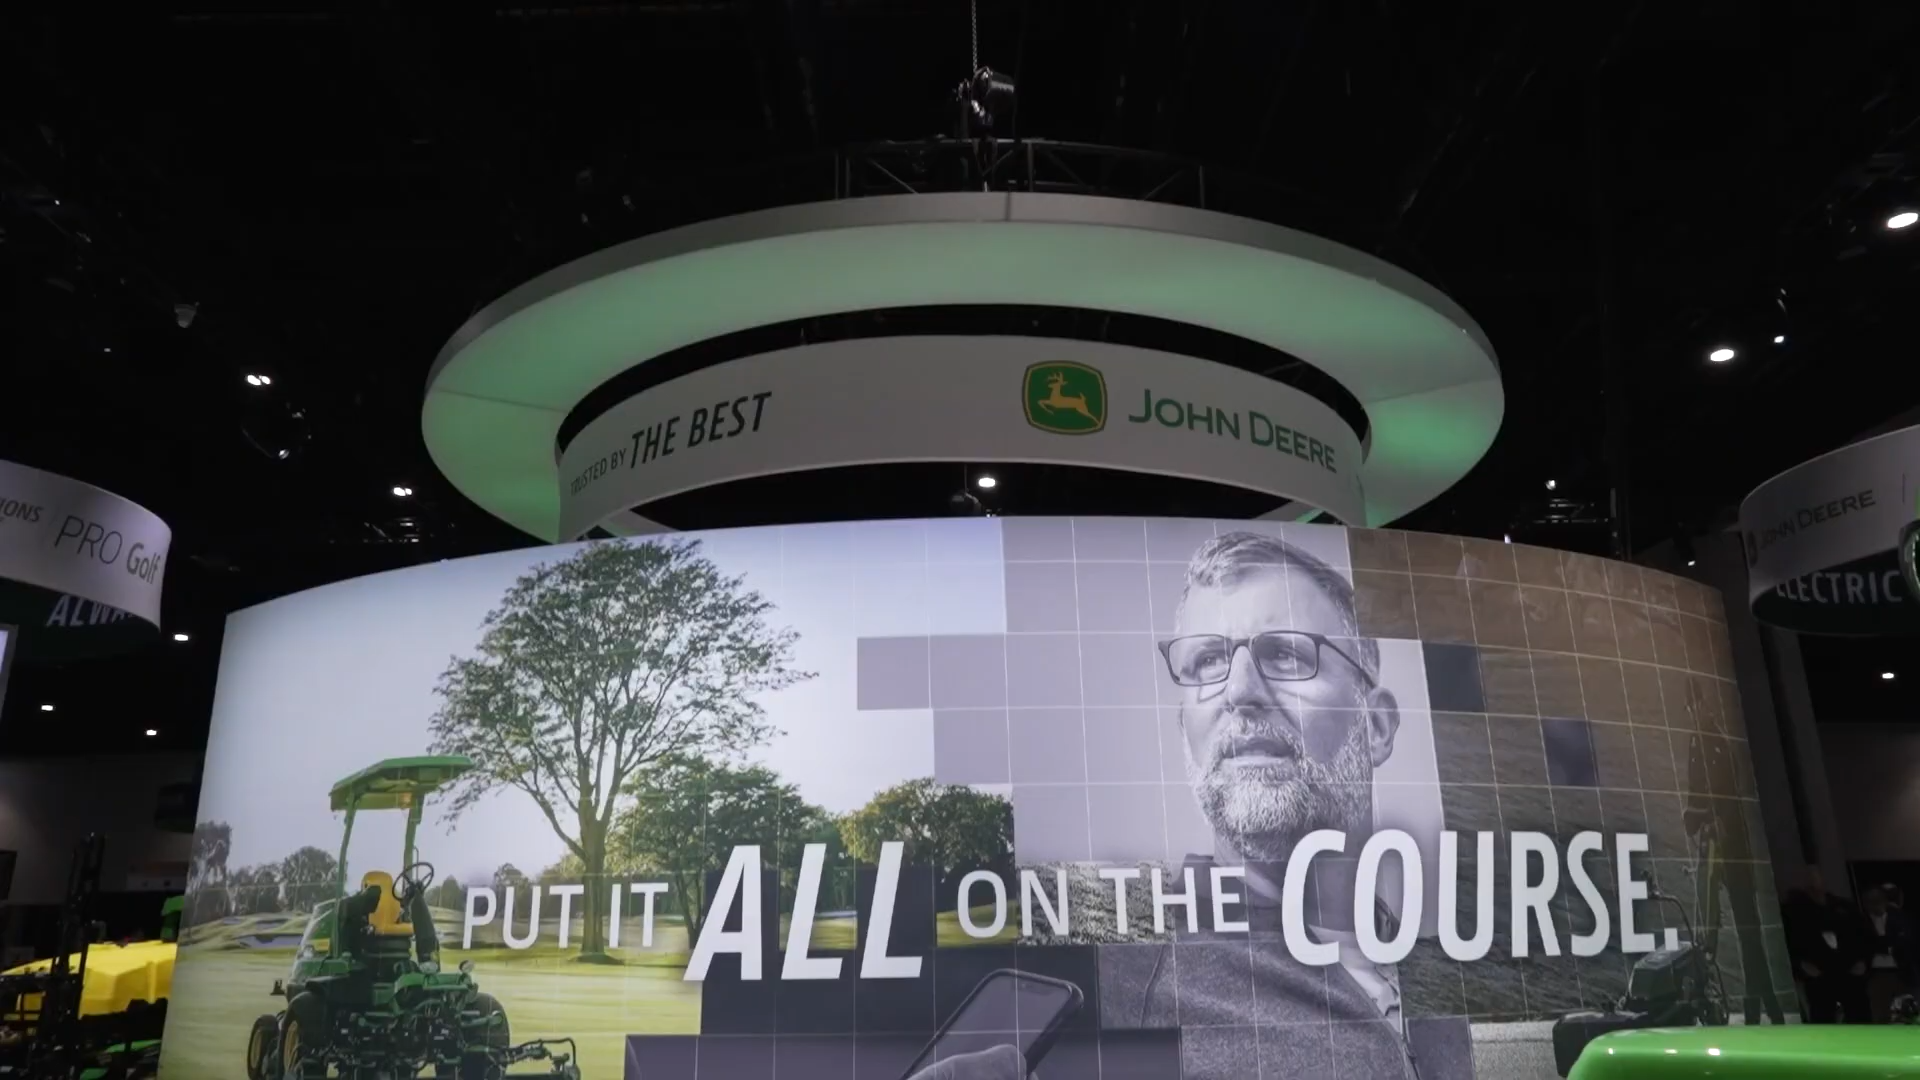 TRUSTED BY THE BEST
JOHN DEERE
PRO Golf
JOHN DEERE
ELECTRIC
PUT IT ALL ON THE COURSE.